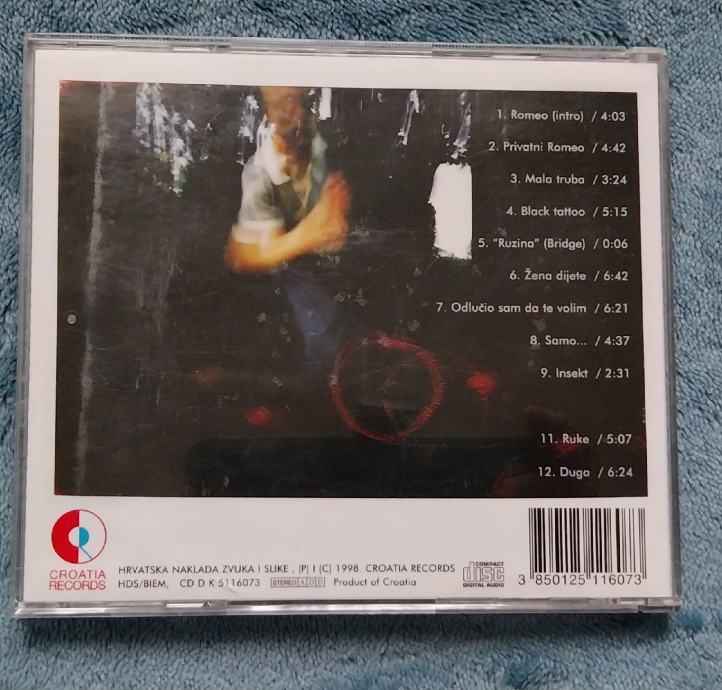 1. Romeo (intro) / 4:03
2. Privatni Romeo / 4:42
3. Mala truba / 3:24
4. Black tattoo / 5:15
5. "Ruzina" (Bridge) / 0:06
6. Žena dijete / 6:42
7. Odlučio sam da te volim / 6:21
8. Samo... / 4:37
9. Insekt / 2:31
11. Ruke / 5:07
12. Duga / 6:24
CROATIA
RECORDS
HRVATSKA NAKLADA ZVUKA I SLIKE , (P) I (C) 1998. CROATIA RECORDS
HDS/BIEM, CD D K 5116073 STEREO ADD Product of Croatia
COMPACT
disc
DIGITAL AUDIO
3 850125 116073